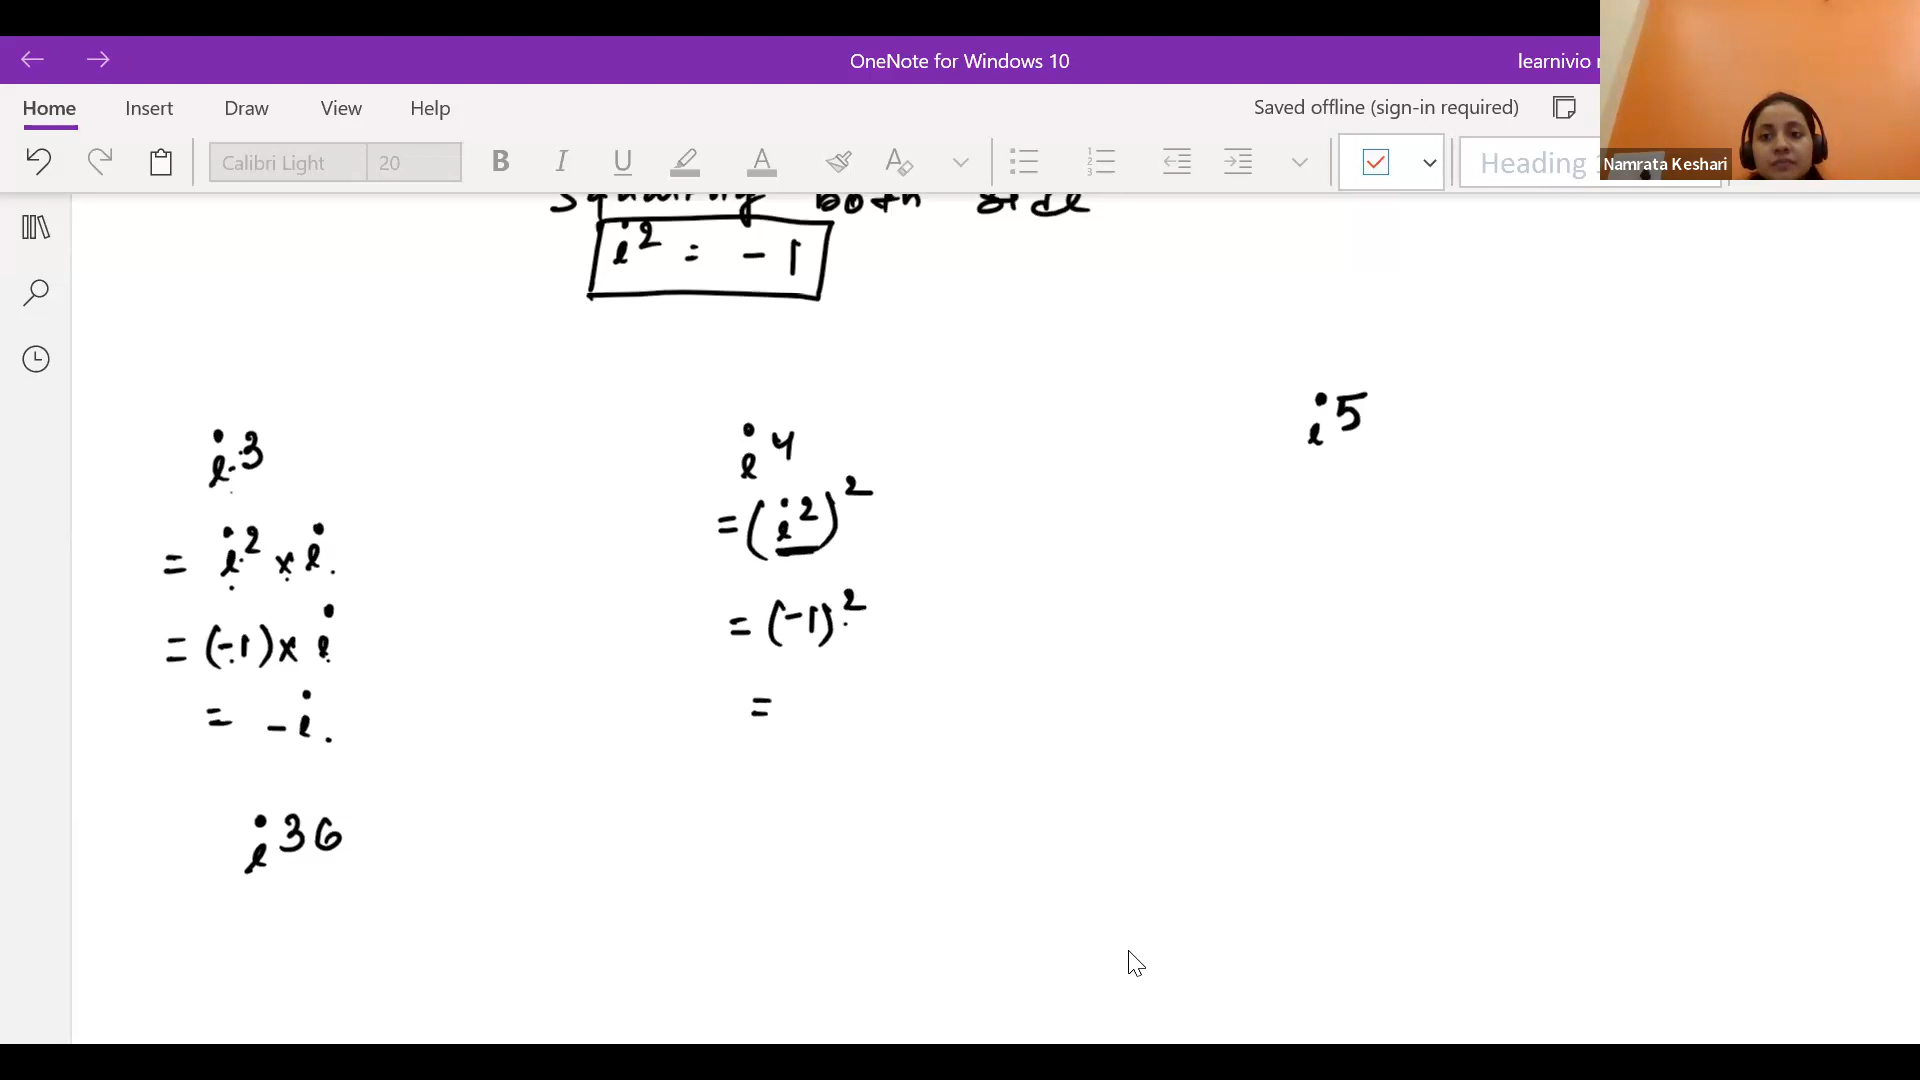 OneNote for Windows 10
learnivio
Home Insert Draw View Help
Saved offline (sign-in required)
Calibri Light 20 B I U A A Heading
Namrata Keshari
Squaring both side
i² = -1
i³
= i² × i
= (-1) × i
= -i.
i⁴
= (i²)²
= (-1)²
=
i⁵
i³⁶